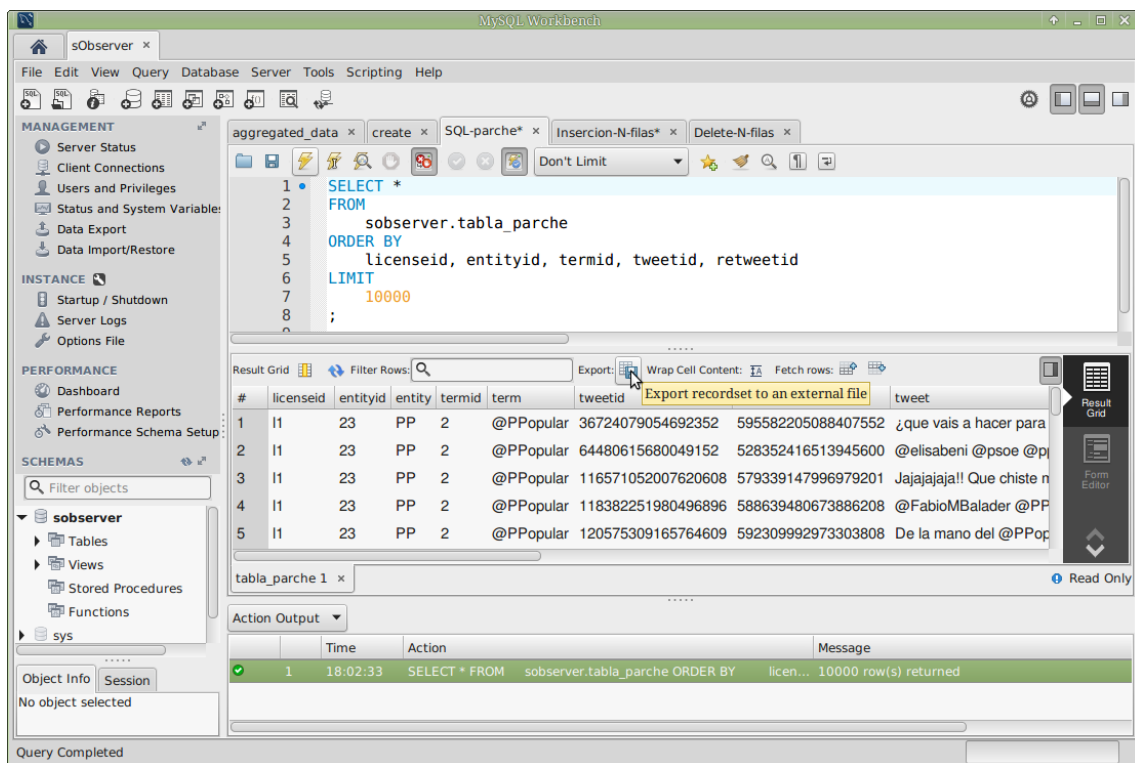 MySQL Workbench
sObserver ×
File Edit View Query Database Server Tools Scripting Help
MANAGEMENT
Server Status
Client Connections
Users and Privileges
Status and System Variables
Data Export
Data Import/Restore
INSTANCE
Startup / Shutdown
Server Logs
Options File
PERFORMANCE
Dashboard
Performance Reports
Performance Schema Setup
SCHEMAS
Filter objects
sobserver
Tables
Views
Stored Procedures
Functions
sys
Object Info Session
No object selected
aggregated_data × create × SQL-parche* × Insercion-N-filas* × Delete-N-filas ×
Don't Limit
1 SELECT *
2 FROM
3 sobserver.tabla_parche
4 ORDER BY
5 licenseid, entityid, termid, tweetid, retweetid
6 LIMIT
7 10000
8 ;
Result Grid Filter Rows: Export: Wrap Cell Content: Fetch rows:
Export recordset to an external file
# licenseid entityid entity termid term tweetid tweet
1 l1 23 PP 2 @PPopular 36724079054692352 595582205088407552 ¿que vais a hacer para
2 l1 23 PP 2 @PPopular 64480615680049152 528352416513945600 @elisabeni @psoe @pp
3 l1 23 PP 2 @PPopular 116571052007620608 579339147996979201 Jajajajaja!! Que chiste m
4 l1 23 PP 2 @PPopular 118382251980496896 588639480673886208 @FabioMBalader @PP
5 l1 23 PP 2 @PPopular 120575309165764609 592309992973303808 De la mano del @PPop
Result
Grid
Form
Editor
tabla_parche 1 ×
Read Only
Action Output
Time Action Message
1 18:02:33 SELECT * FROM sobserver.tabla_parche ORDER BY licen... 10000 row(s) returned
Query Completed